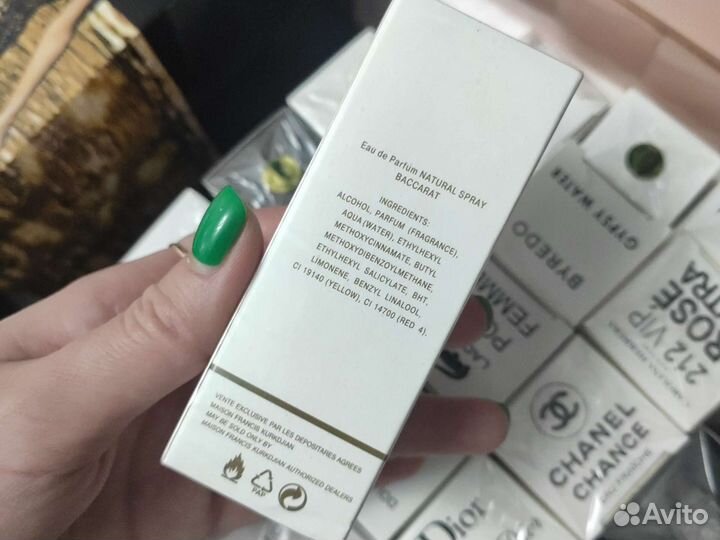 Eau de Parfum NATURAL SPRAY
BACCARAT
INGREDIENTS:
ALCOHOL, PARFUM (FRAGRANCE),
AQUA (WATER), ETHYLHEXYL
METHOXYCINNAMATE, BUTYL
METHOXYDIBENZOYLMETHANE,
ETHYLHEXYL SALICYLATE, BHT.
LIMONENE, BENZYL LINALOOL,
CI 19140 (YELLOW), CI 14700 (RED 4).
VENTE EXCLUSIVE PAR LES DEPOSITAIRES AGREES
MAISON FRANCIS KURKDJIAN
MAY BE SOLD ONLY BY
MAISON FRANCIS KURKDJIAN AUTHORIZED DEALERS
PAP
GYPSY WATER
BYREDO
212 VIP
ROSÉ
FEMM
CHANEL
CHANCE
Dior
Avito